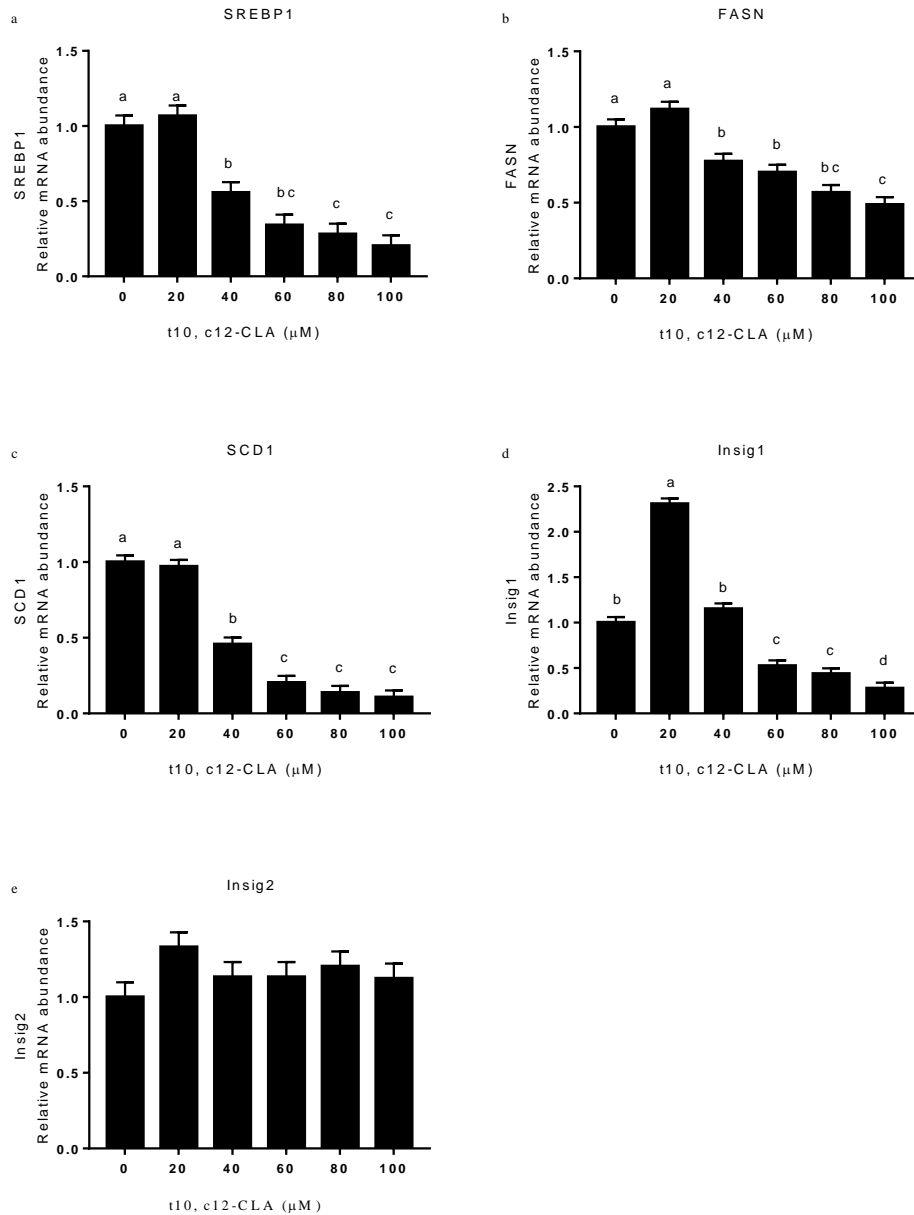 a
SREBP1
SREBP1
Relative mRNA abundance
1.5
1.0
0.5
0.0
a
a
b
bc
c
c
0 20 40 60 80 100
t10, c12-CLA (μM)
b
FASN
FASN
Relative mRNA abundance
1.5
1.0
0.5
0.0
a
a
b
b
bc
c
0 20 40 60 80 100
t10, c12-CLA (μM)
c
SCD1
SCD1
Relative mRNA abundance
1.5
1.0
0.5
0.0
a
a
b
c
c
c
0 20 40 60 80 100
t10, c12-CLA (μM)
d
Insig1
Insig1
Relative mRNA abundance
2.5
2.0
1.5
1.0
0.5
0.0
b
a
b
c
c
d
0 20 40 60 80 100
t10, c12-CLA (μM)
e
Insig2
Insig2
Relative mRNA abundance
1.5
1.0
0.5
0.0
0 20 40 60 80 100
t10, c12-CLA (μM)